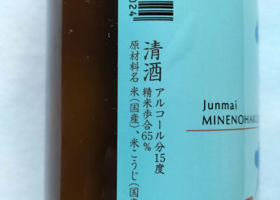 024
清酒
アルコール分15度
精米歩合65%
原材料名 米(国産)、米こうじ(国
Junmai
MINENOHAKU